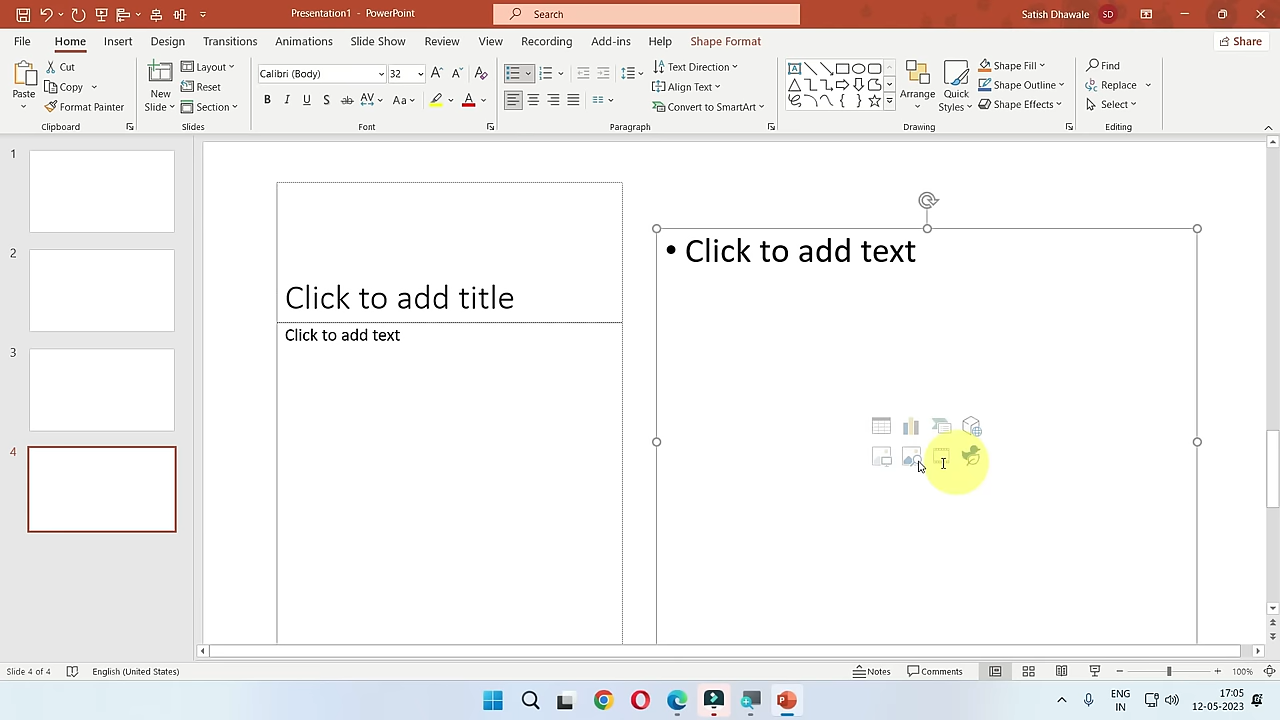 Presentation1 - PowerPoint
Search
Satish Dhawale
SD
File
Home
Insert
Design
Transitions
Animations
Slide Show
Review
View
Recording
Add-ins
Help
Shape Format
Share
Paste
Cut
Copy
Format Painter
Clipboard
New
Slide
Layout
Reset
Section
Slides
Calibri (Body)
32
B I U S ab AV Aa A
Font
Text Direction
Align Text
Convert to SmartArt
Paragraph
Arrange
Quick
Styles
Shape Fill
Shape Outline
Shape Effects
Drawing
Find
Replace
Select
Editing
1
2
3
4
Click to add title
Click to add text
• Click to add text
Slide 4 of 4
English (United States)
Notes
Comments
100%
ENG
IN
17:05
12-05-2023